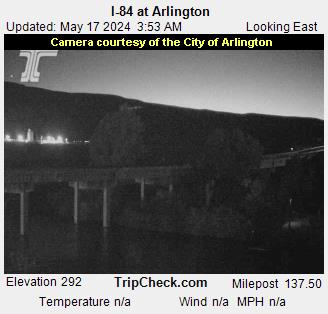 I-84 at Arlington
Updated: May 17 2024 3:53 AM Looking East
Camera courtesy of the City of Arlington
Elevation 292 TripCheck.com Milepost 137.50
Temperature n/a Wind n/a MPH n/a